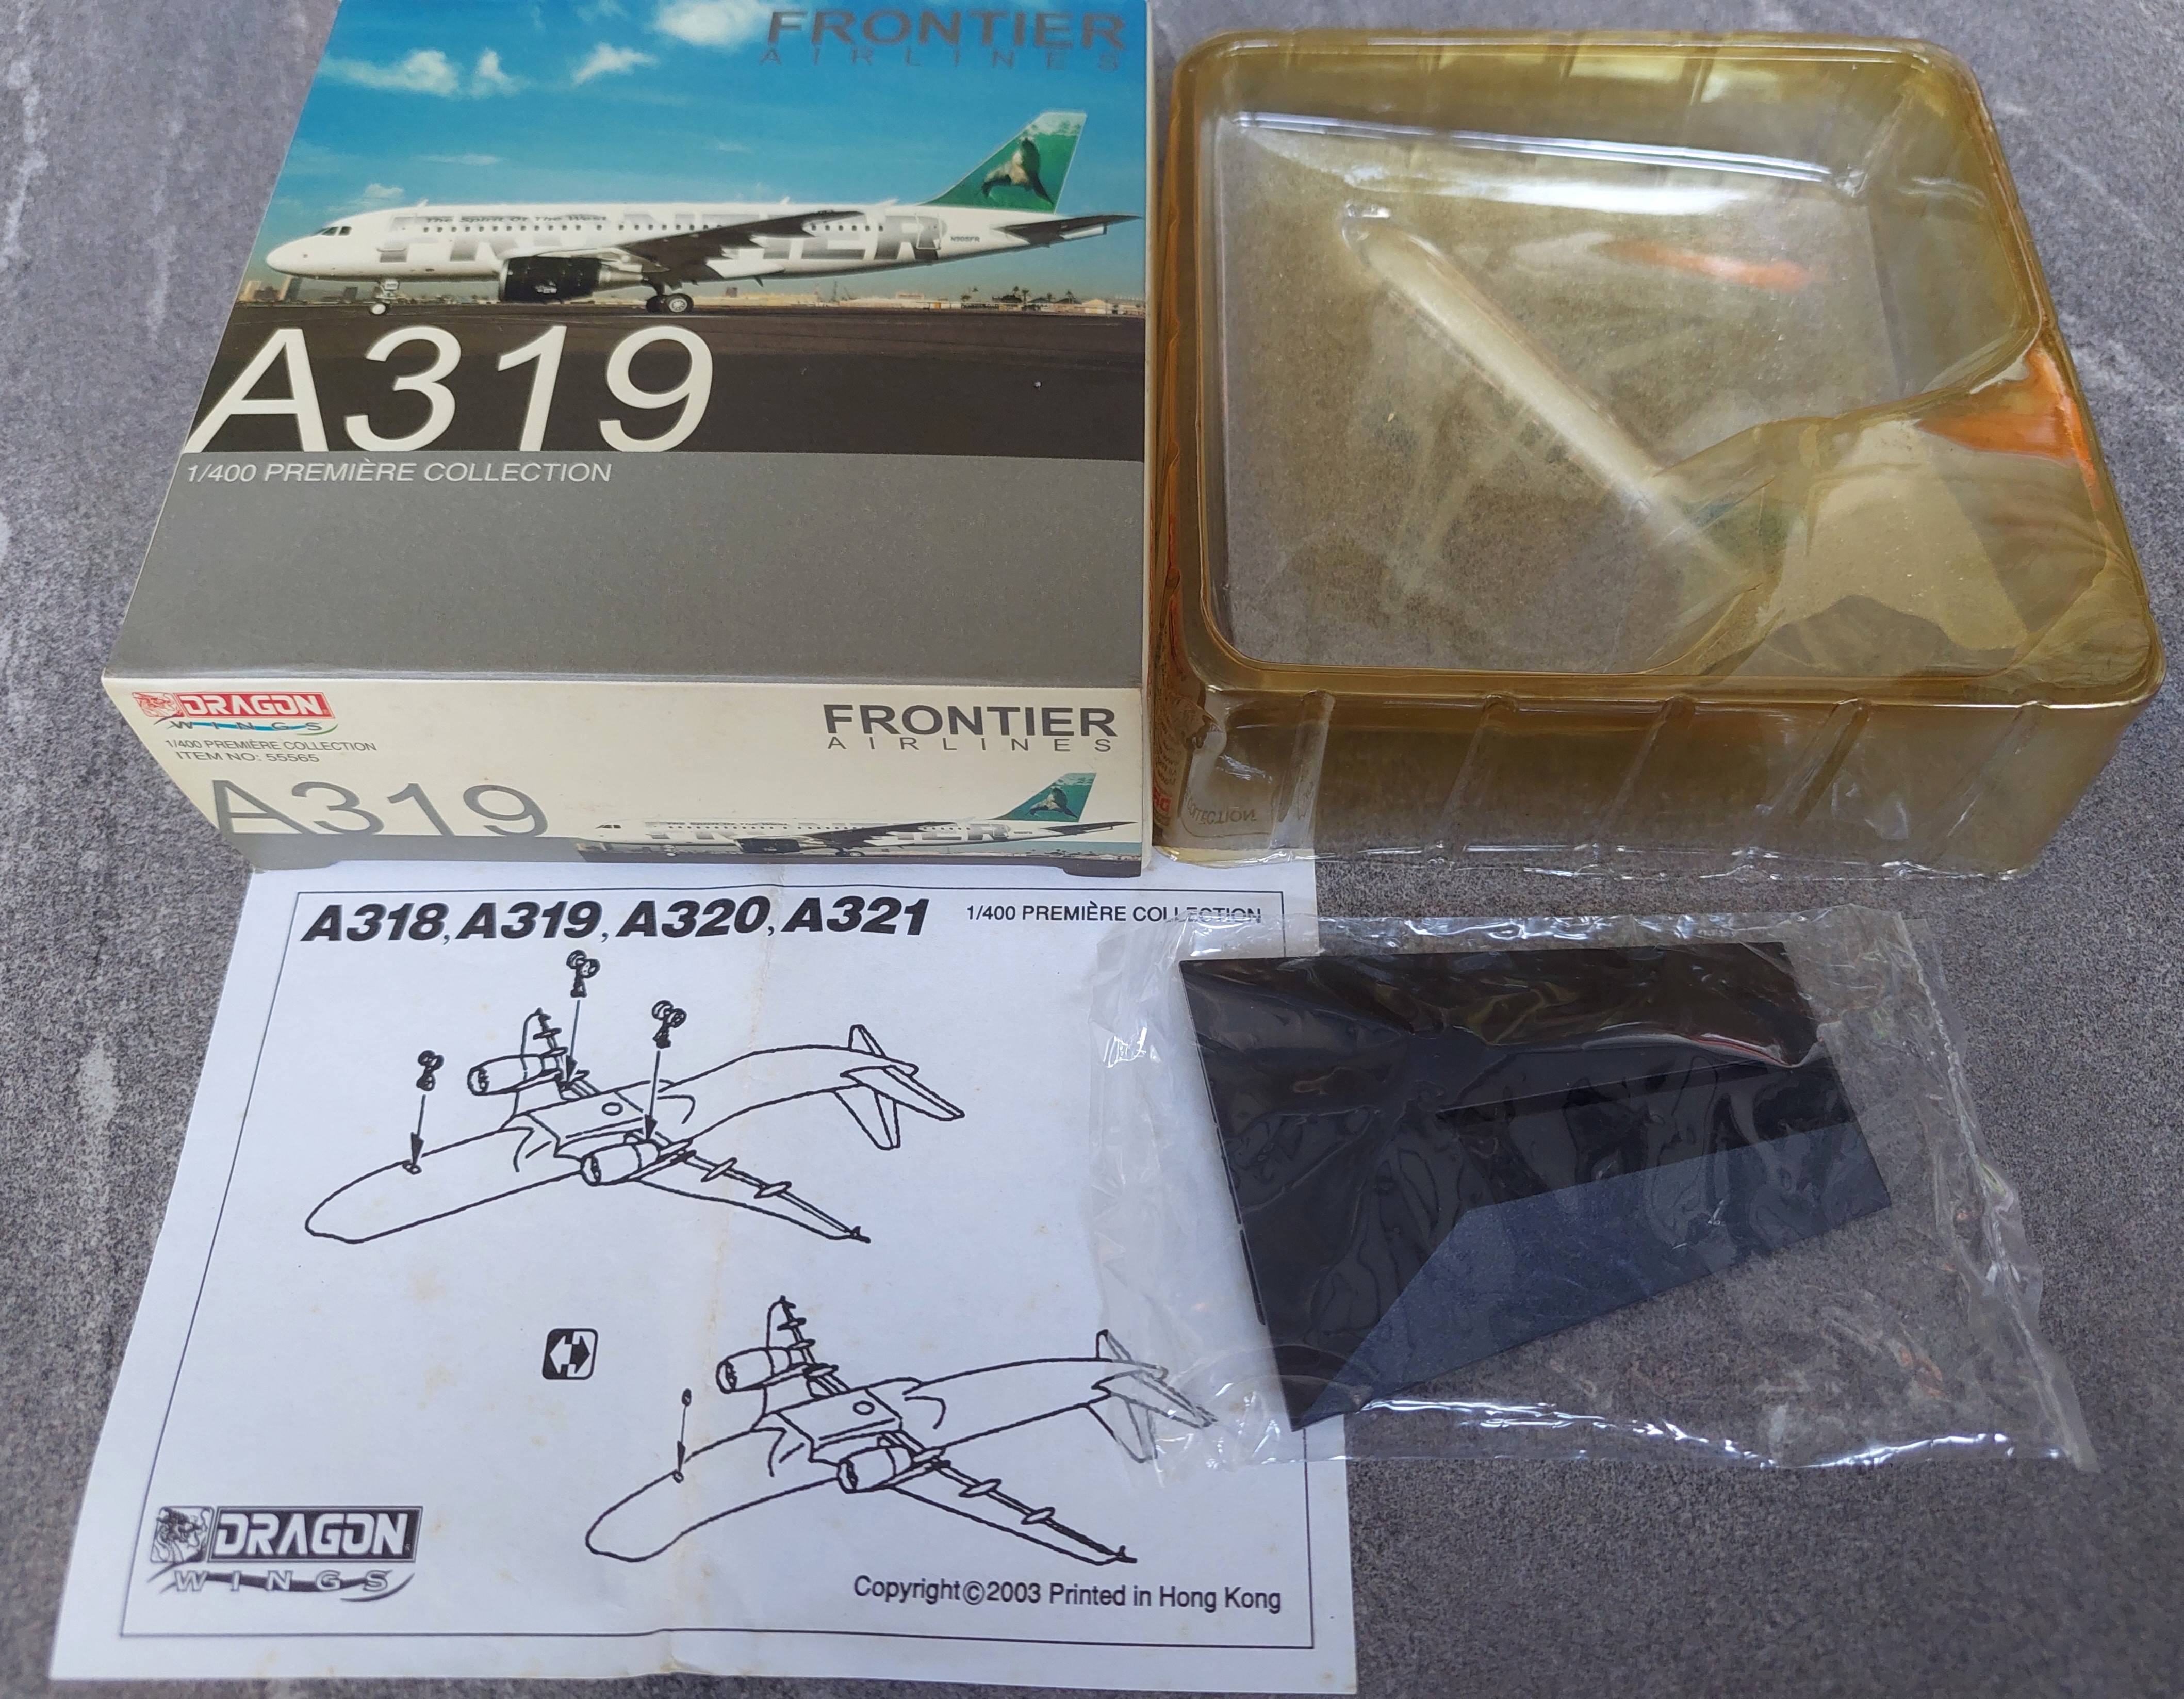 FRONTIER
AIRLINES
The Spirit Of The West
FRONTIER
A319
1/400 PREMIÈRE COLLECTION
DRAGON
WINGS
1/400 PREMIÈRE COLLECTION
ITEM NO: 55565
A319
FRONTIER
AIRLINES
A318, A319, A320, A321
1/400 PREMIÈRE COLLECTION
DRAGON
WINGS
Copyright©2003 Printed in Hong Kong